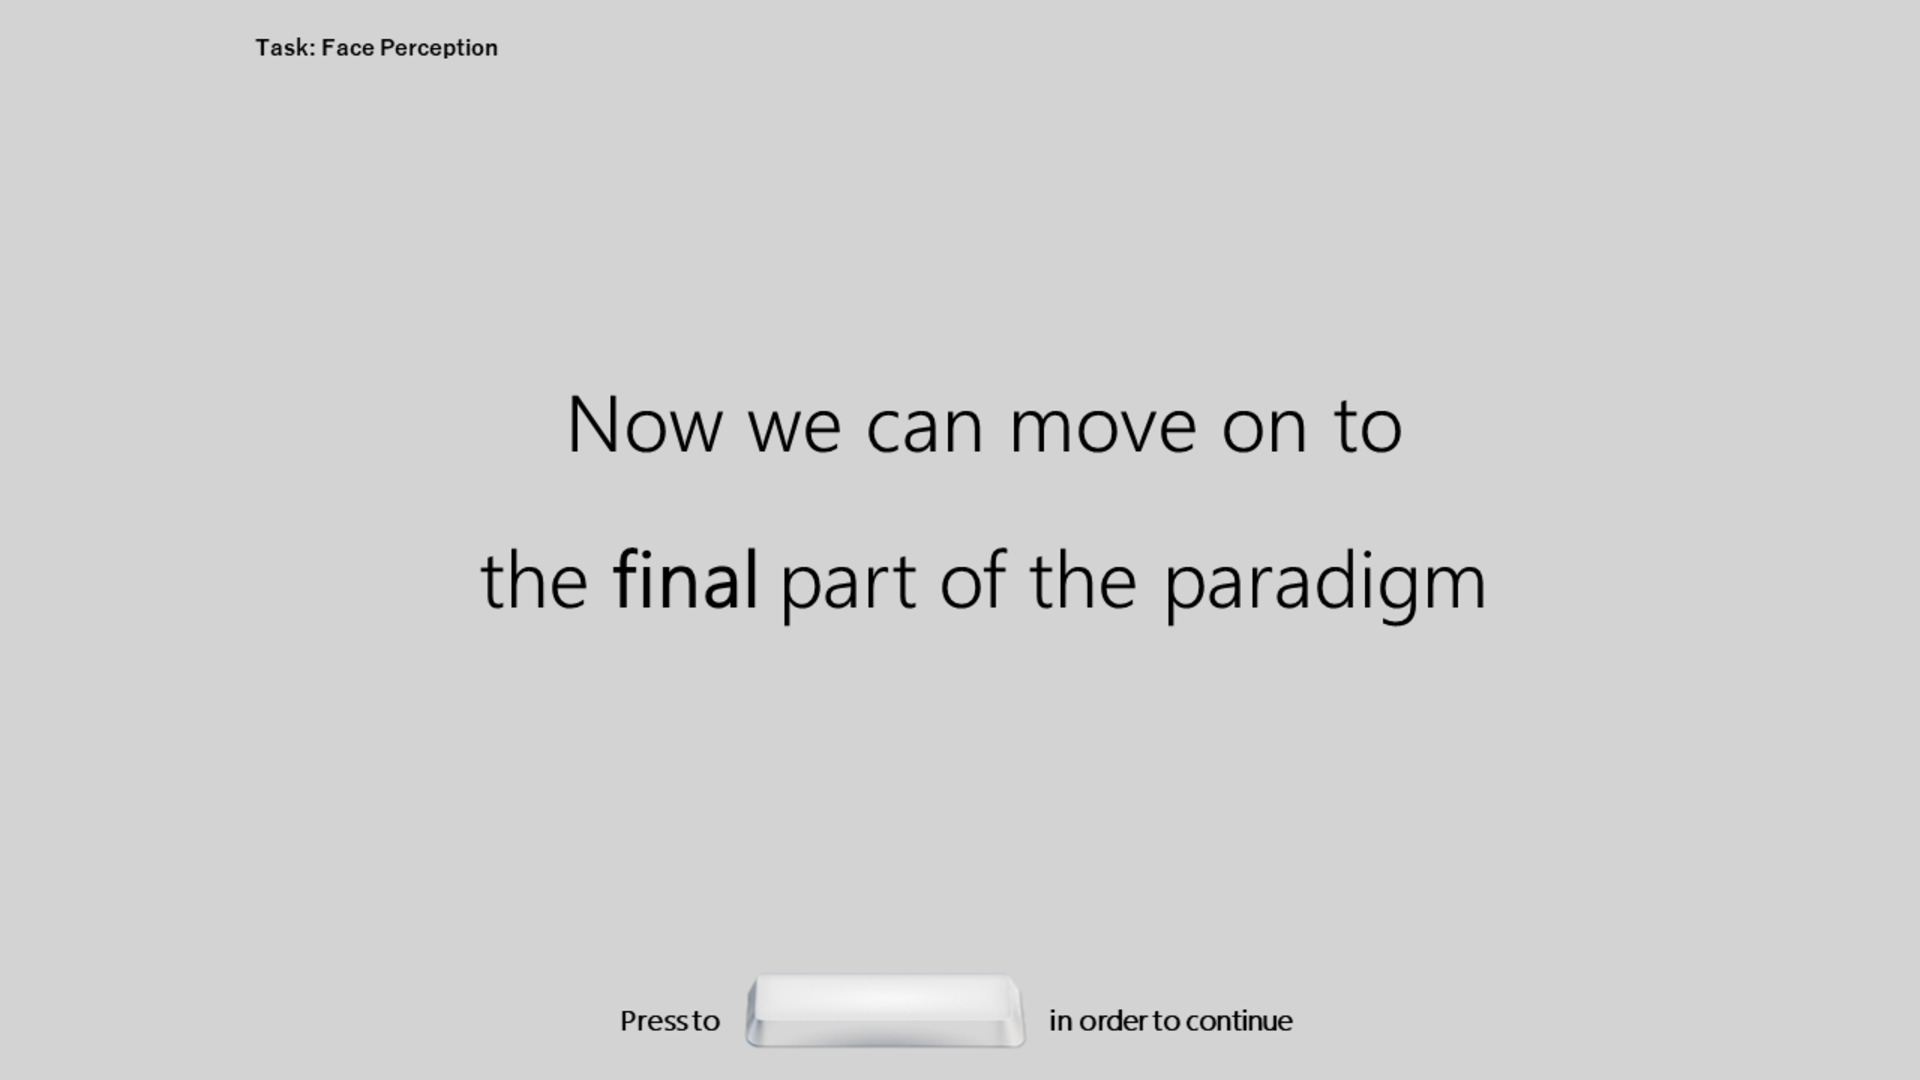 Task: Face Perception
Now we can move on to
the final part of the paradigm
Press to in order to continue